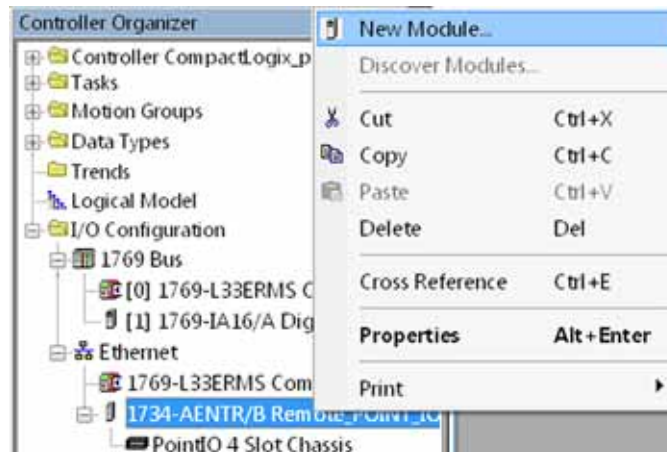 Controller Organizer
Controller CompactLogix_p
Tasks
Motion Groups
Data Types
Trends
Logical Model
I/O Configuration
1769 Bus
[0] 1769-L33ERMS C
[1] 1769-IA16/A Dig
Ethernet
1769-L33ERMS Com
1734-AENTR/B Remote_POINT_IO
PointIO 4 Slot Chassis
New Module...
Discover Modules...
Cut Ctrl+X
Copy Ctrl+C
Paste Ctrl+V
Delete Del
Cross Reference Ctrl+E
Properties Alt+Enter
Print